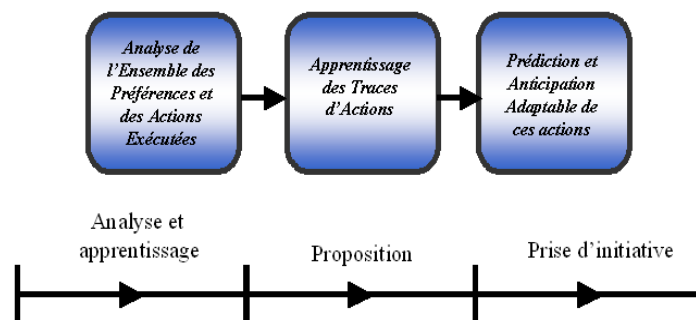 Analyse de
l'Ensemble des
Préférences et
des Actions
Exécutées
Apprentissage
des Traces
d'Actions
Prédiction et
Anticipation
Adaptable de
ces actions
Analyse et
apprentissage
Proposition
Prise d'initiative